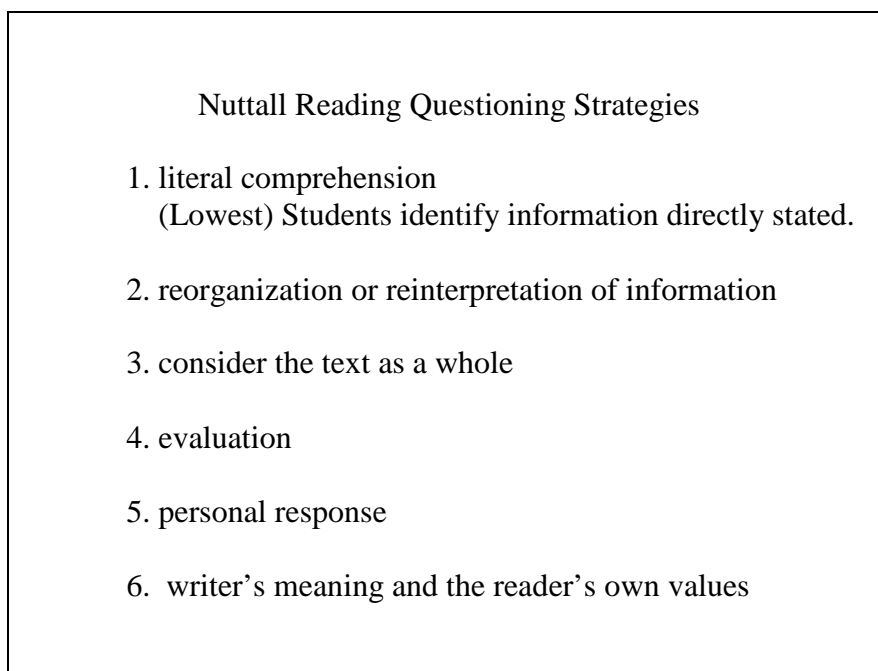 Nuttall Reading Questioning Strategies
1. literal comprehension
(Lowest) Students identify information directly stated.
2. reorganization or reinterpretation of information
3. consider the text as a whole
4. evaluation
5. personal response
6. writer’s meaning and the reader’s own values